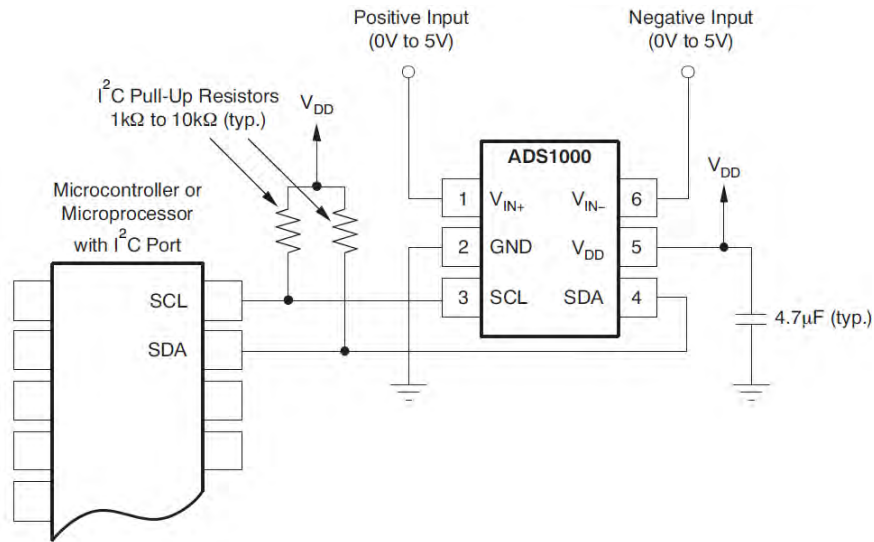 Positive Input
(0V to 5V)
Negative Input
(0V to 5V)
I²C Pull-Up Resistors
1kΩ to 10kΩ (typ.)
VDD
ADS1000
VDD
Microcontroller or
Microprocessor
with I²C Port
1 VIN+ VIN– 6
2 GND VDD 5
SCL 3 SCL SDA 4
4.7μF (typ.)
SDA